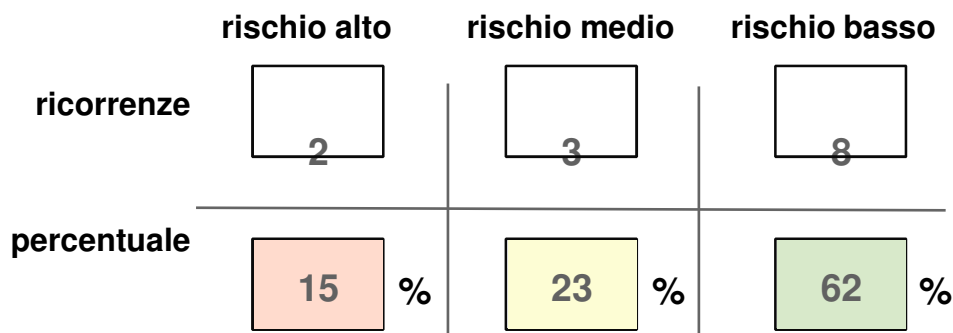 rischio alto rischio medio rischio basso
ricorrenze
2 3 8
percentuale
15 % 23 % 62 %